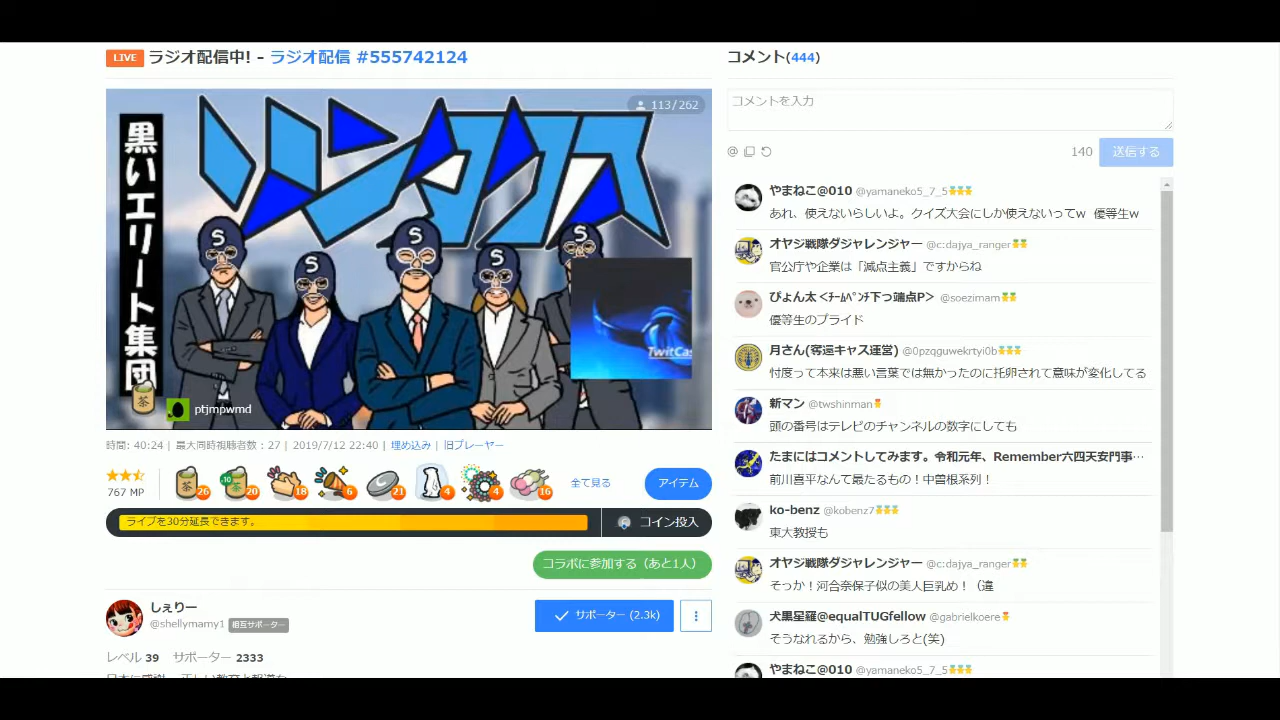 LIVE ラジオ配信中! - ラジオ配信 #555742124
113/262
黒いエリート集団
シンタクス
S
S
S
S
S
TwitCas
茶
ptjmpwmd
時間: 40:24 | 最大同時視聴者数 : 27 | 2019/7/12 22:40 | 埋め込み | 旧プレーヤー
767 MP
26
+10
20
18
6
21
4
4
16
全て見る
アイテム
ライブを30分延長できます。
コイン投入
コラボに参加する（あと1人）
しぇりー
@shellymamy1 相互サポーター
サポーター (2.3k)
レベル 39 サポーター 2333
コメント(444)
コメントを入力
@
140
送信する
やまねこ@010 @yamaneko5_7_5
あれ、使えないらしいよ。クイズ大会にしか使えないってw 優等生w
オヤジ戦隊ダジャレンジャー @c:dajya_ranger
官公庁や企業は「減点主義」ですからね
ぴょん太<ﾁｰﾑﾍﾟﾝﾁ下っ端点P> @soezimam
優等生のプライド
月さん(奪還キャス運営) @0pzqguwekrtyi0b
忖度って本来は悪い言葉では無かったのに托卵されて意味が変化してる
新マン @twshinman
頭の番号はテレビのチャンネルの数字にしても
たまにはコメントしてみます。令和元年、Remember六四天安門事…
前川喜平なんて最たるもの！中曽根系列！
ko-benz @kobenz7
東大教授も
オヤジ戦隊ダジャレンジャー @c:dajya_ranger
そっか！河合奈保子似の美人巨乳め！（違
犬黒星羅@equalTUGfellow @gabrielkoere
そうなれるから、勉強しろと(笑)
やまねこ@010 @yamaneko5_7_5